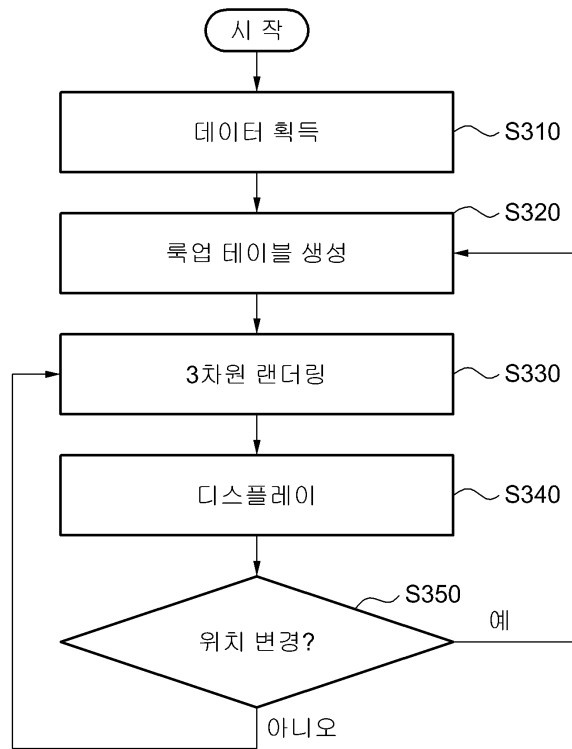 시 작
데이터 획득
S310
S320
룩업 테이블 생성
3차원 랜더링
S330
디스플레이
S340
S350
위치 변경?
예
아니오